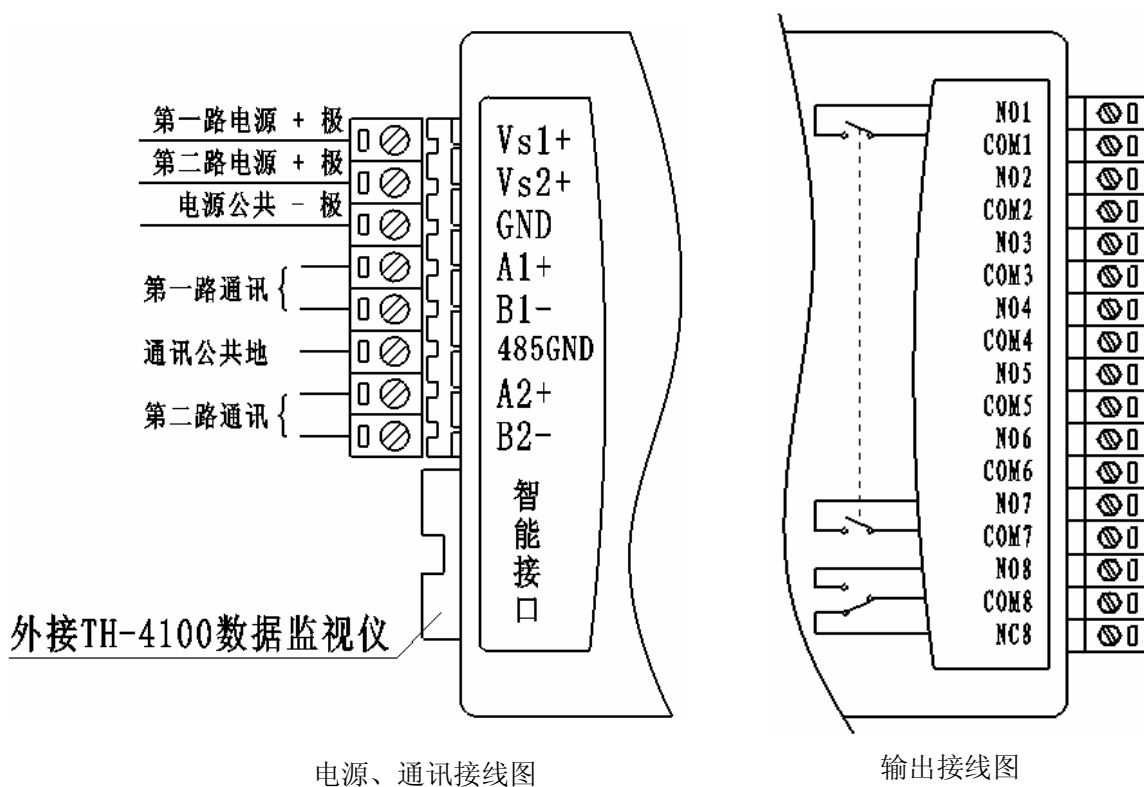 第一路电源 + 极
第二路电源 + 极
电源公共 - 极
第一路通讯 {
通讯公共地
第二路通讯 {
Vs1+
Vs2+
GND
A1+
B1-
485GND
A2+
B2-
智
能
接
口
外接TH-4100数据监视仪
电源、通讯接线图
NO1
COM1
NO2
COM2
NO3
COM3
NO4
COM4
NO5
COM5
NO6
COM6
NO7
COM7
NO8
COM8
NC8
输出接线图